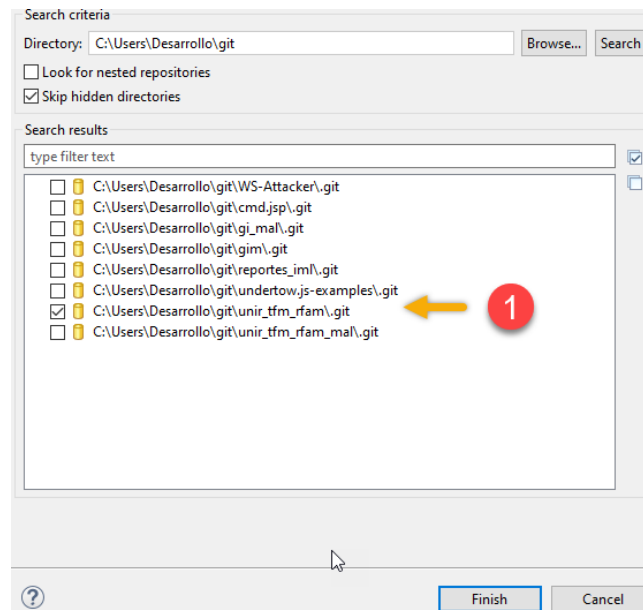 Search criteria
Directory: C:\Users\Desarrollo\git Browse... Search
Look for nested repositories
Skip hidden directories
Search results
type filter text
C:\Users\Desarrollo\git\WS-Attacker\.git
C:\Users\Desarrollo\git\cmd.jsp\.git
C:\Users\Desarrollo\git\gi_mal\.git
C:\Users\Desarrollo\git\gim\.git
C:\Users\Desarrollo\git\reportes_iml\.git
C:\Users\Desarrollo\git\undertow.js-examples\.git
C:\Users\Desarrollo\git\unir_tfm_rfam\.git 1
C:\Users\Desarrollo\git\unir_tfm_rfam_mal\.git
? Finish Cancel